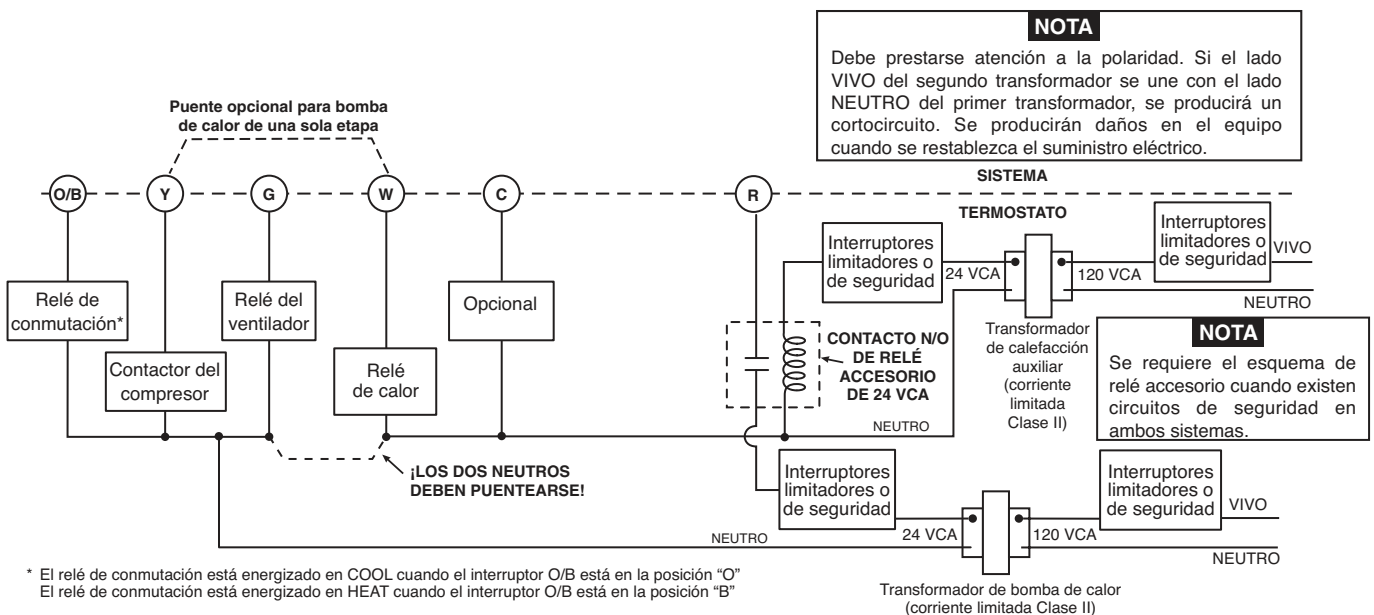 NOTA
Debe prestarse atención a la polaridad. Si el lado
VIVO del segundo transformador se une con el lado
NEUTRO del primer transformador, se producirá un
cortocircuito. Se producirán daños en el equipo
cuando se restablezca el suministro eléctrico.
Puente opcional para bomba
de calor de una sola etapa
SISTEMA
O/B
Y
G
W
C
R
TERMOSTATO
Relé de
conmutación*
Contactor del
compresor
Relé del
ventilador
Relé
de calor
Opcional
Interruptores
limitadores o
de seguridad
24 VCA
120 VCA
Interruptores
limitadores o
de seguridad
VIVO
NEUTRO
Transformador
de calefacción
auxiliar
(corriente
limitada
Clase II)
CONTACTO N/O
DE RELÉ
ACCESORIO
DE 24 VCA
NOTA
Se requiere el esquema de
relé accesorio cuando existen
circuitos de seguridad en
ambos sistemas.
NEUTRO
¡LOS DOS NEUTROS
DEBEN PUENTEARSE!
Interruptores
limitadores o
de seguridad
24 VCA
120 VCA
Interruptores
limitadores o
de seguridad
VIVO
NEUTRO
NEUTRO
Transformador de bomba de calor
(corriente limitada Clase II)
* El relé de conmutación está energizado en COOL cuando el interruptor O/B está en la posición “O”
El relé de conmutación está energizado en HEAT cuando el interruptor O/B está en la posición “B”